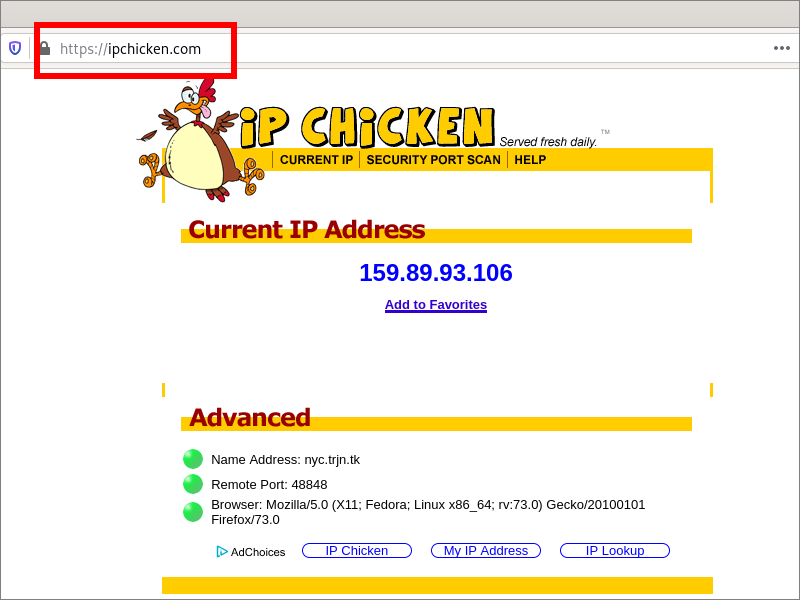 https://ipchicken.com
iP CHiCKEN Served fresh daily. ™
CURRENT IP | SECURITY PORT SCAN | HELP
Current IP Address
159.89.93.106
Add to Favorites
Advanced
Name Address: nyc.trjn.tk
Remote Port: 48848
Browser: Mozilla/5.0 (X11; Fedora; Linux x86_64; rv:73.0) Gecko/20100101
Firefox/73.0
AdChoices IP Chicken My IP Address IP Lookup